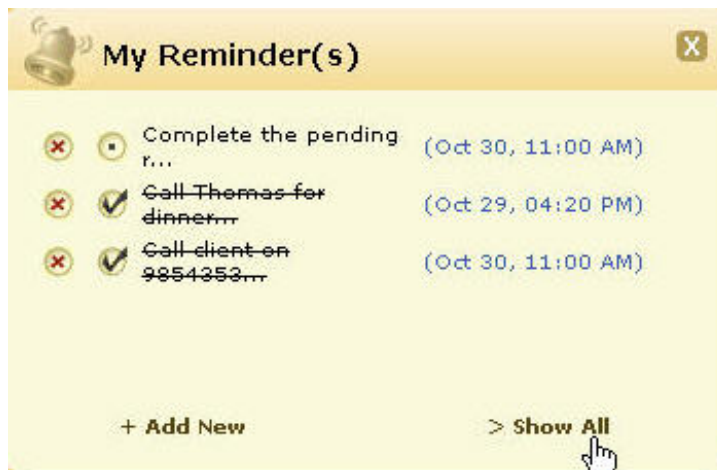 My Reminder(s)
X
Complete the pending
r...
(Oct 30, 11:00 AM)
Call Thomas for
dinner...
(Oct 29, 04:20 PM)
Call client on
9854353...
(Oct 30, 11:00 AM)
+ Add New
> Show All